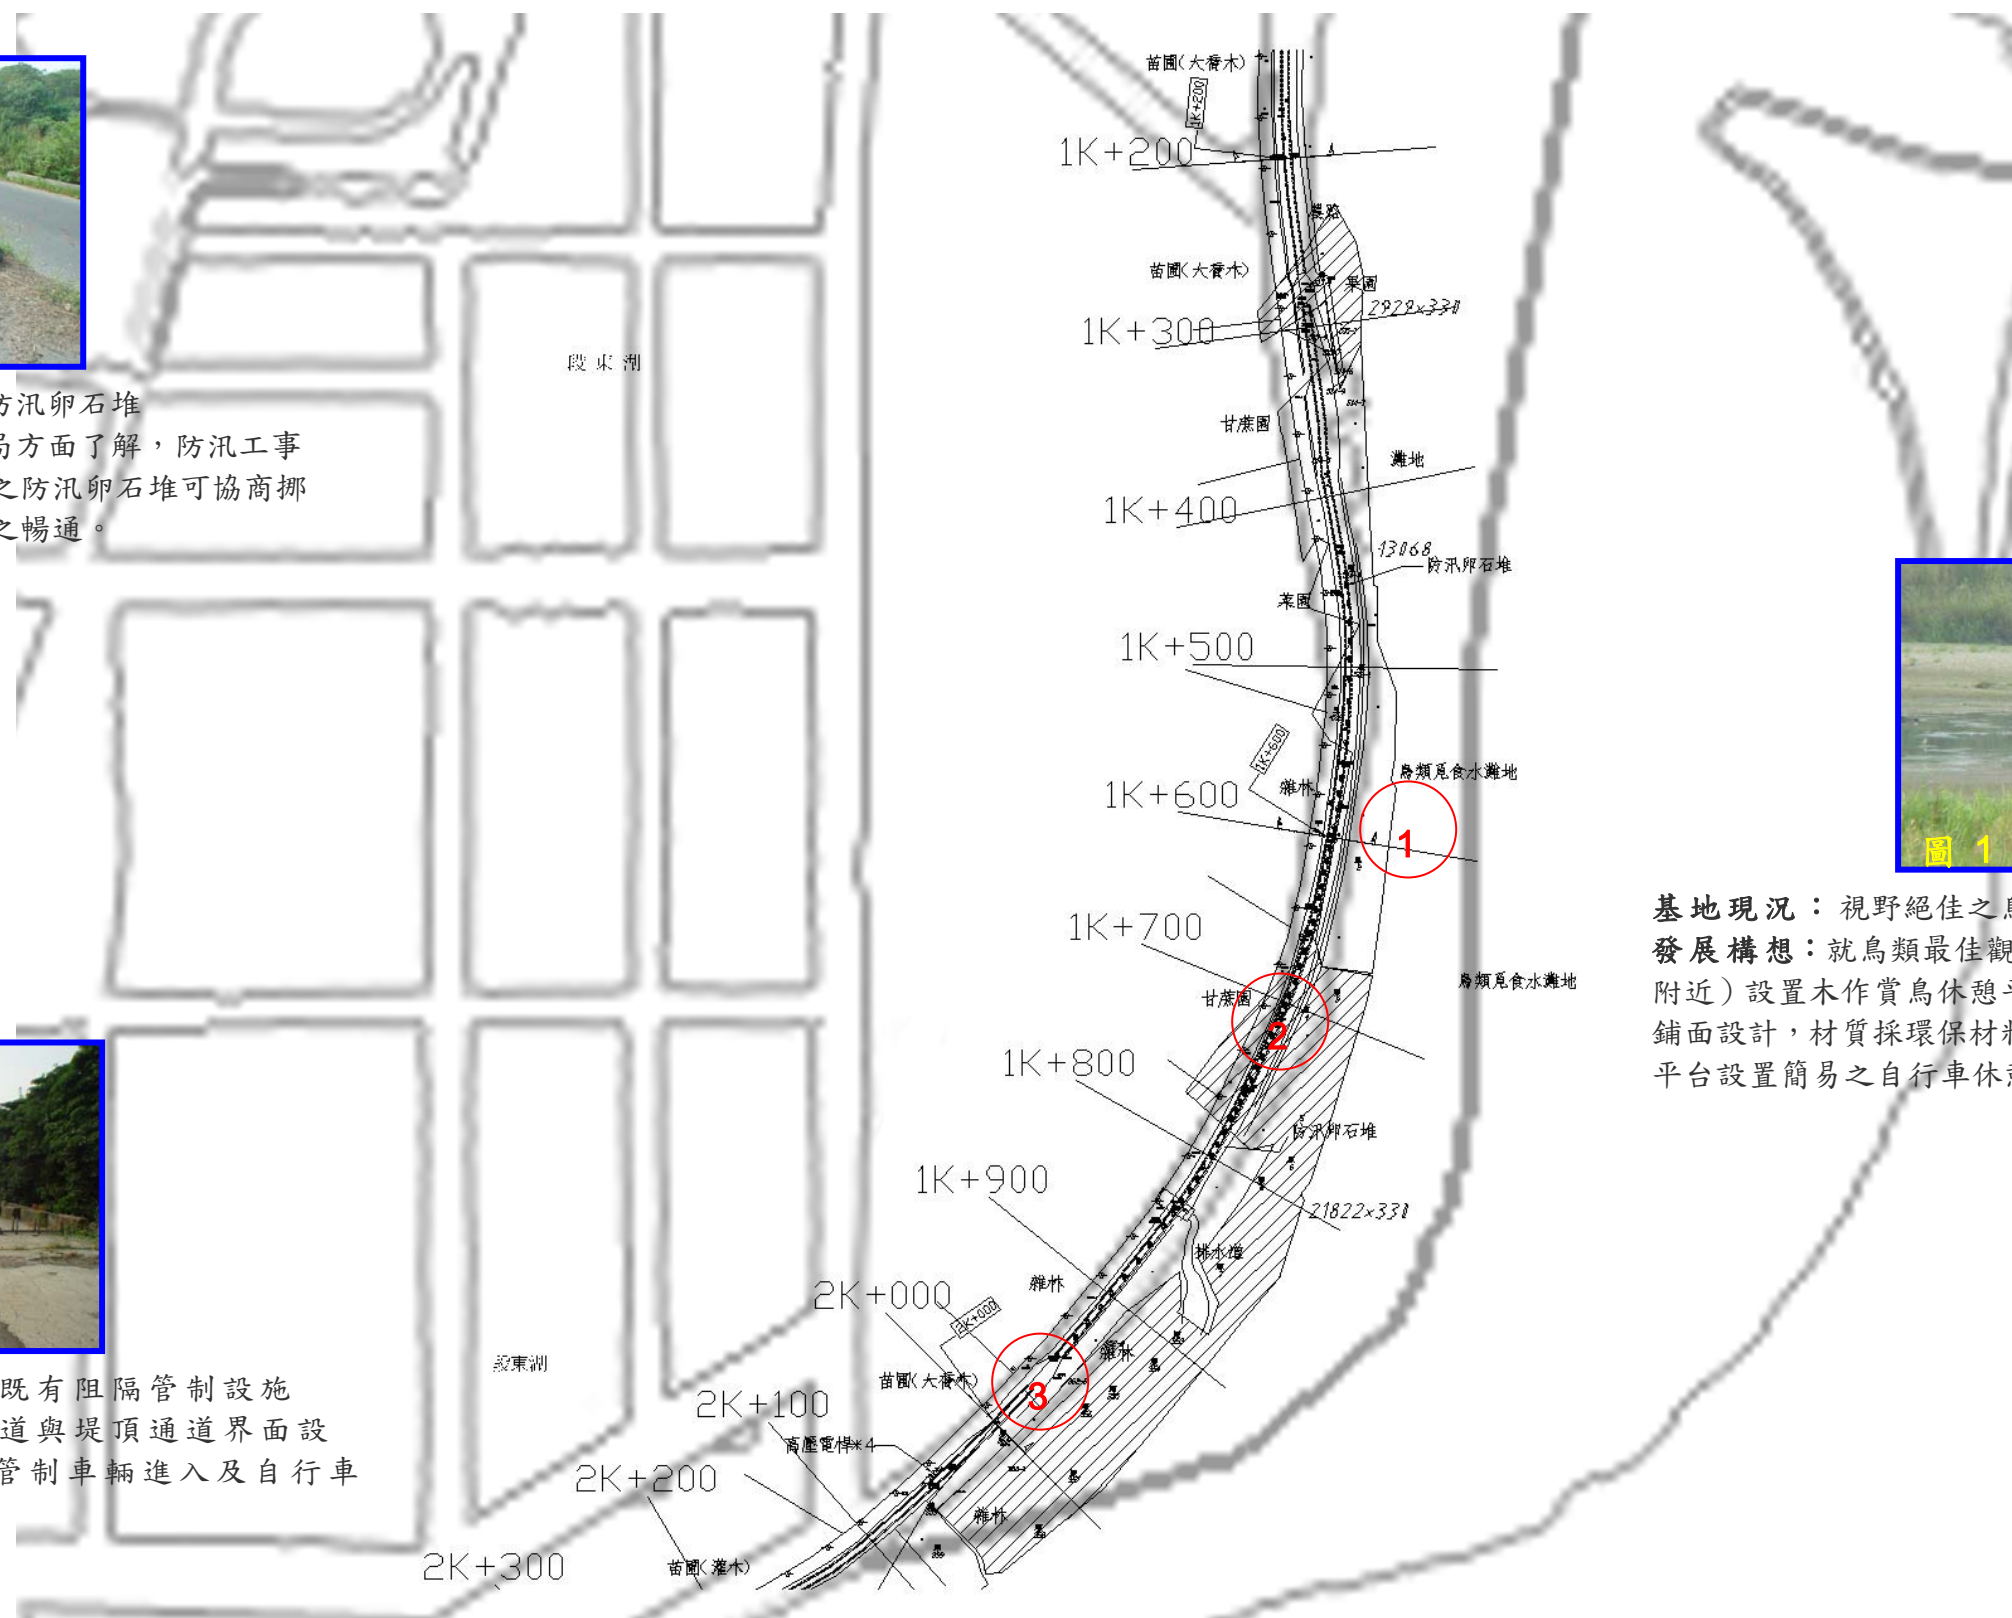 苗圃(大喬木)
1K+200
1K+200
農路
苗圃(大喬木)
果園
2929x330
1K+300
段東湖
防汛卵石堆
方面了解，防汛工事
之防汛卵石堆可協商挪
之暢通。
甘蔗園
灘地
1K+400
13068
防汛卵石堆
菜園
1K+500
1K+600
鳥類覓食水灘地
雜林
1K+600
1
圖 1
基地現況：視野絕佳之
發展構想：就鳥類最佳觀
附近）設置木作賞鳥休憩
鋪面設計，材質採環保材
平台設置簡易之自行車休
1K+700
鳥類覓食水灘地
甘蔗園
2
1K+800
防汛卵石堆
1K+900
21822x330
排水道
雜林
2K+000
2K+000
雜林
段東湖
苗圃(大喬木)
3
既有阻隔管制設施
道與堤頂通道界面設
管制車輛進入及自行車
2K+100
高壓電桿*4
2K+200
雜林
2K+300
苗圃(灌木)